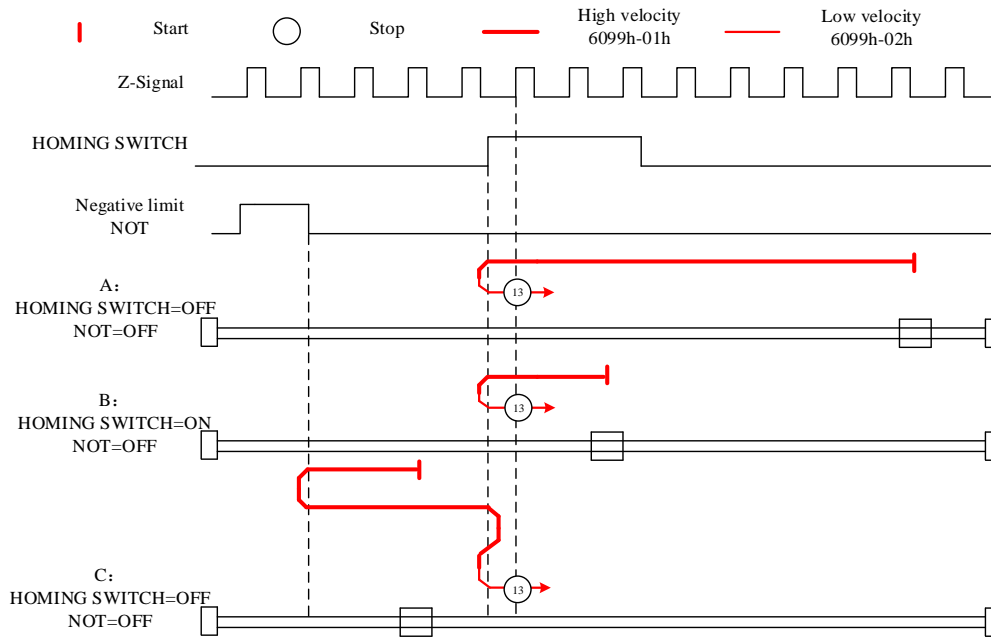 Start
Stop
High velocity
6099h-01h
Low velocity
6099h-02h
Z-Signal
HOMING SWITCH
Negative limit
NOT
A：
HOMING SWITCH=OFF
NOT=OFF
13
B：
HOMING SWITCH=ON
NOT=OFF
13
C：
HOMING SWITCH=OFF
NOT=OFF
13